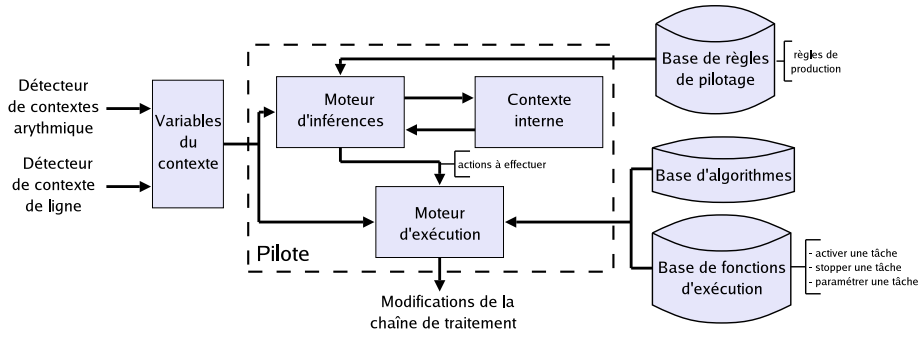 Détecteur
de contextes
arythmique
Détecteur
de contexte
de ligne
Variables
du
contexte
Moteur
d'inférences
Contexte
interne
actions à effectuer
Moteur
d'exécution
Pilote
Modifications de la
chaîne de traitement
Base de règles
de pilotage
règles de
production
Base d'algorithmes
Base de fonctions
d'exécution
- activer une tâche
- stopper une tâche
- paramétrer une tâche